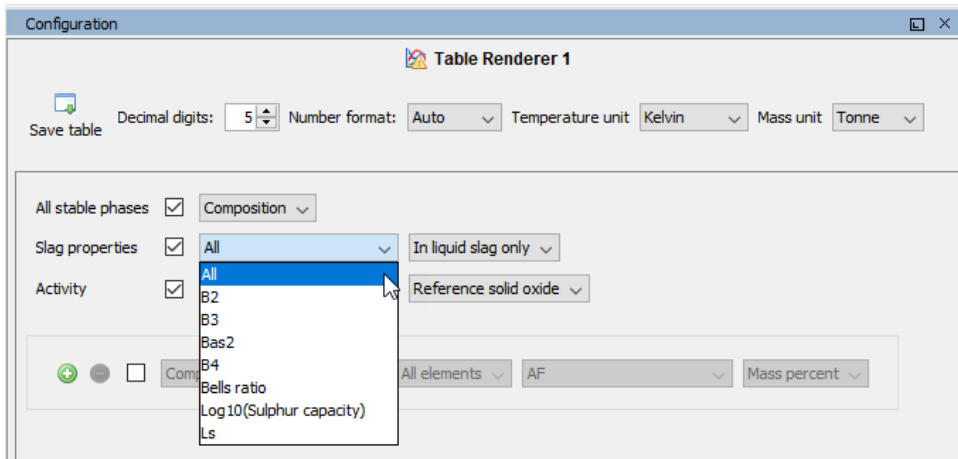 Configuration
Table Renderer 1
Save table
Decimal digits: 5 Number format: Auto Temperature unit Kelvin Mass unit Tonne
All stable phases Composition
Slag properties All In liquid slag only
Activity Reference solid oxide
All
B2
B3
Bas2
B4
Bells ratio
Log10(Sulphur capacity)
Ls
All elements AF Mass percent